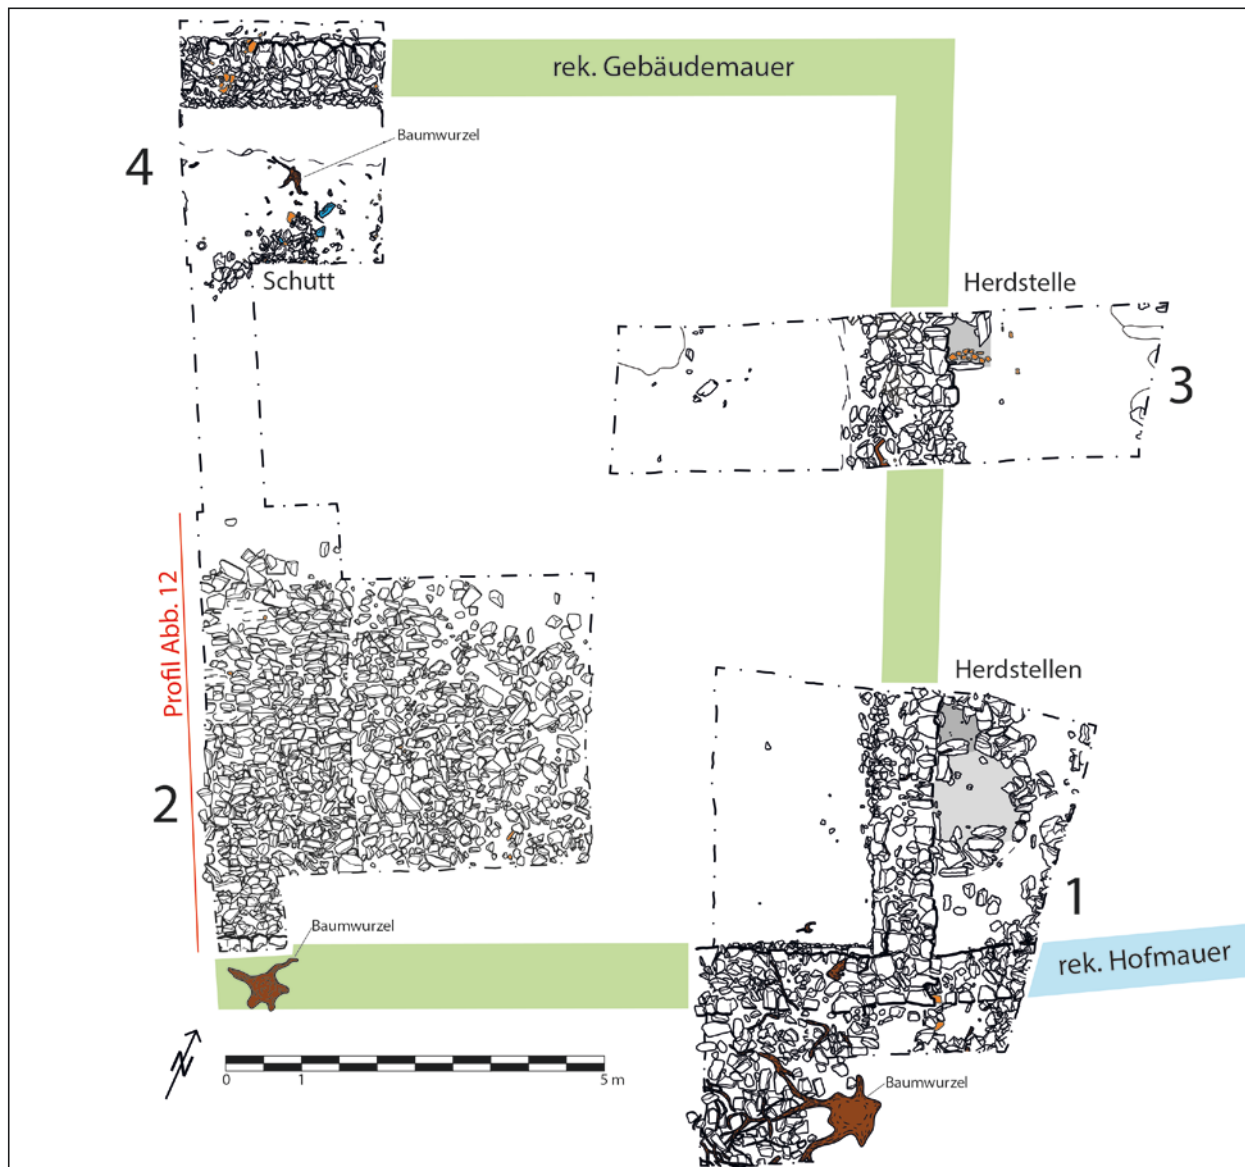 rek. Gebäudemauer
Baumwurzel
4
Schutt
Herdstelle
3
Profil Abb. 12
Herdstellen
2
1
Baumwurzel
rek. Hofmauer
N
0 1 5 m
Baumwurzel